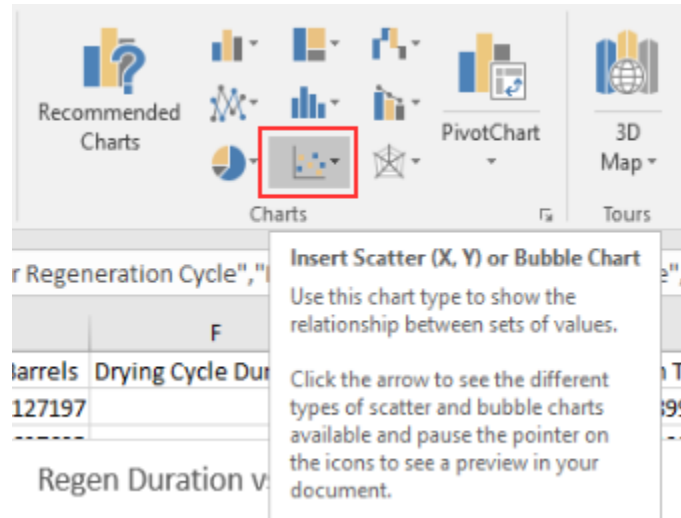 Recommended
Charts
PivotChart
3D
Map
Charts
Tours
Insert Scatter (X, Y) or Bubble Chart
r Regeneration Cycle","
Use this chart type to show the
relationship between sets of values.
F
Barrels Drying Cycle Dur
127197
Click the arrow to see the different
types of scatter and bubble charts
available and pause the pointer on
the icons to see a preview in your
document.
Regen Duration v